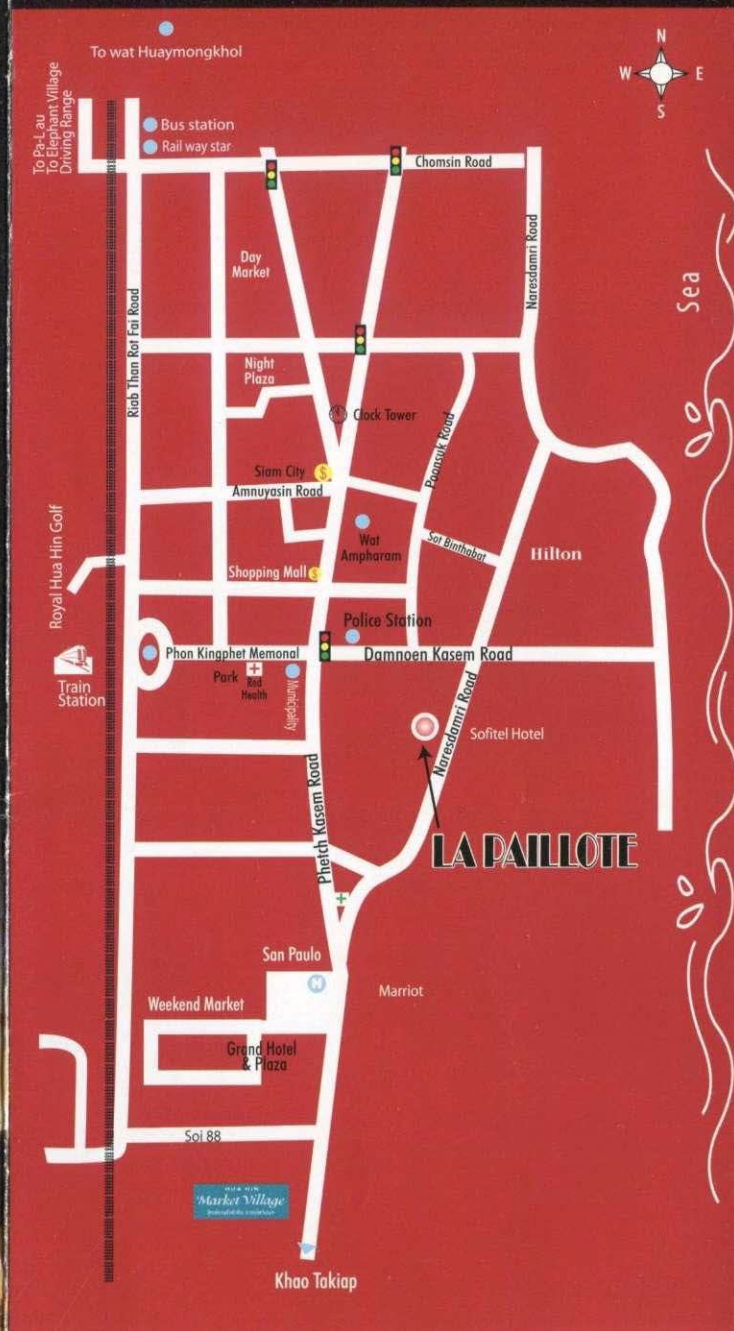 To wat Huaymongkhol
N
W
E
S
To Pa-L au
To Elephant Village
Driving Range
Bus station
Rail way star
Chomsin Road
Naresdamri Road
Sea
Day
Market
Riab Than Rot Fai Road
Night
Plaza
Clock Tower
Poonsuk Road
Siam City
$
Amnuyasin Road
Wat
Ampharam
Sot Binthabat
Hilton
Royal Hua Hin Golf
Shopping Mall
$
Police Station
Phon Kingphet Memonal
Damnoen Kasem Road
Train
Station
Park
Red
Health
Municipality
Naresdamri Road
Sofitel Hotel
Phetch Kasem Road
LA PAILLOTE
San Paulo
H
Marriot
Weekend Market
Grand Hotel
& Plaza
Soi 88
HUA HIN
Market Village
Khao Takiap